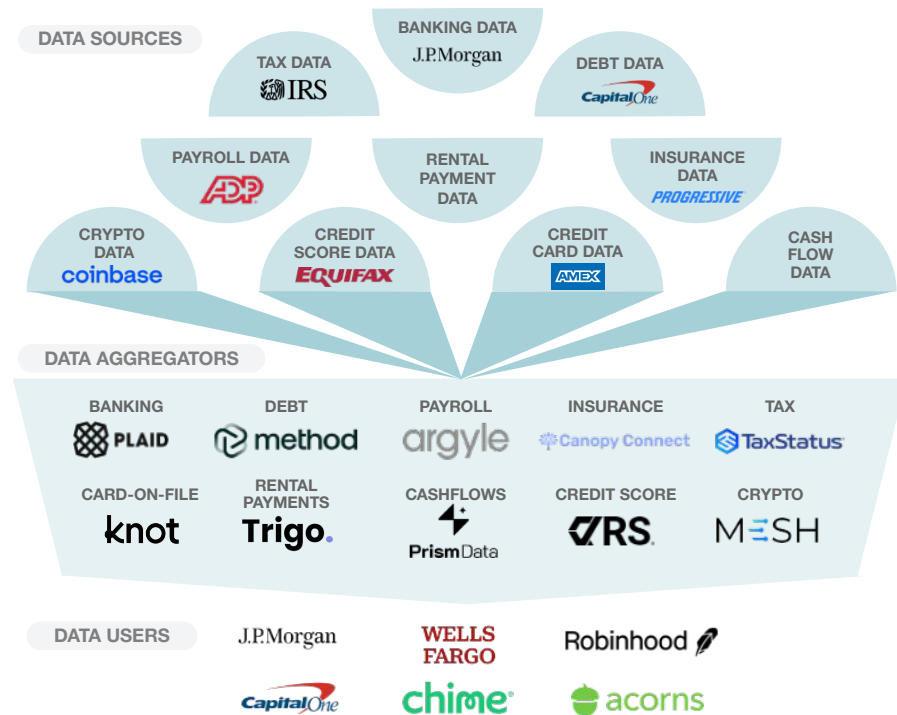 DATA SOURCES
BANKING DATA
J.P.Morgan
TAX DATA
IRS
DEBT DATA
CapitalOne
PAYROLL DATA
ADP
RENTAL
PAYMENT
DATA
INSURANCE
DATA
PROGRESSIVE
CRYPTO
DATA
coinbase
CREDIT
SCORE DATA
EQUIFAX
CREDIT
CARD DATA
AMEX
CASH
FLOW
DATA
DATA AGGREGATORS
BANKING
PLAID
DEBT
method
PAYROLL
argyle
INSURANCE
Canopy Connect
TAX
TaxStatus
CARD-ON-FILE
knot
RENTAL
PAYMENTS
Trigo.
CASHFLOWS
PrismData
CREDIT SCORE
CRS
CRYPTO
MESH
DATA USERS
J.P.Morgan
WELLS
FARGO
Robinhood
CapitalOne
chime
acorns